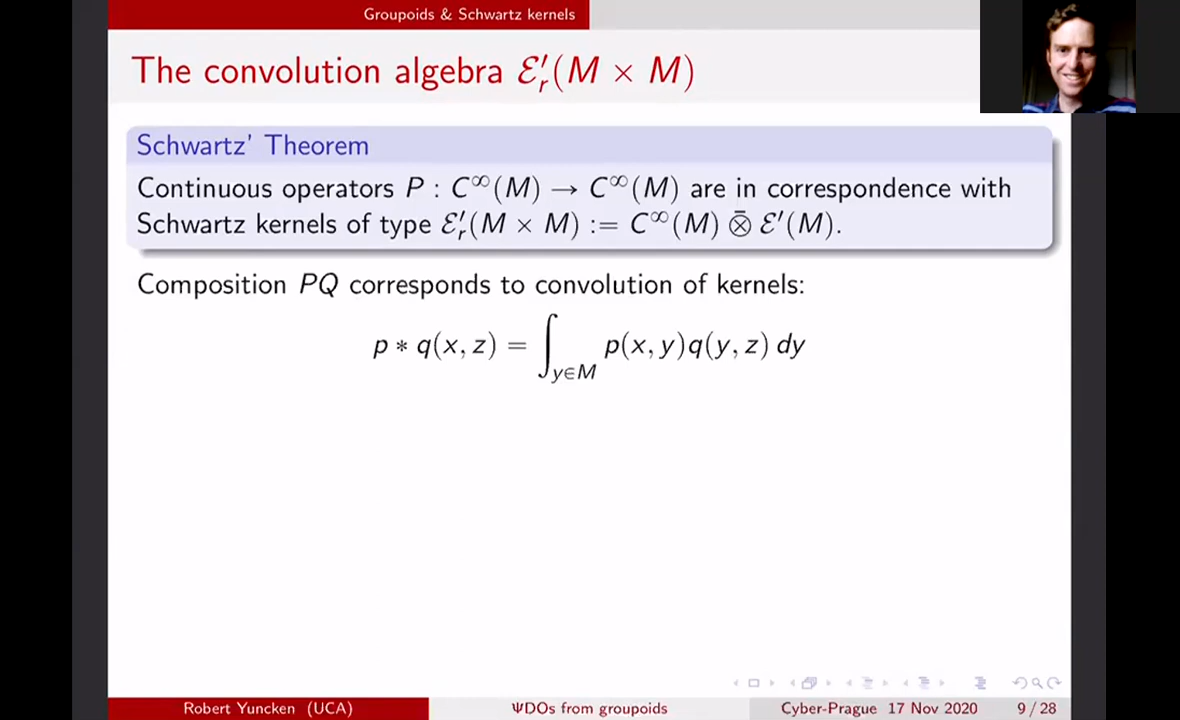 Groupoids & Schwartz kernels
The convolution algebra ℰ′ᵣ(M × M)
Schwartz' Theorem
Continuous operators P : C^∞(M) → C^∞(M) are in correspondence with
Schwartz kernels of type ℰ′ᵣ(M × M) := C^∞(M) ⊗̄ ℰ′(M).
Composition PQ corresponds to convolution of kernels:
p ∗ q(x, z) = ∫_{y∈M} p(x, y)q(y, z) dy
Robert Yuncken (UCA) ΨDOs from groupoids Cyber-Prague 17 Nov 2020 9 / 28